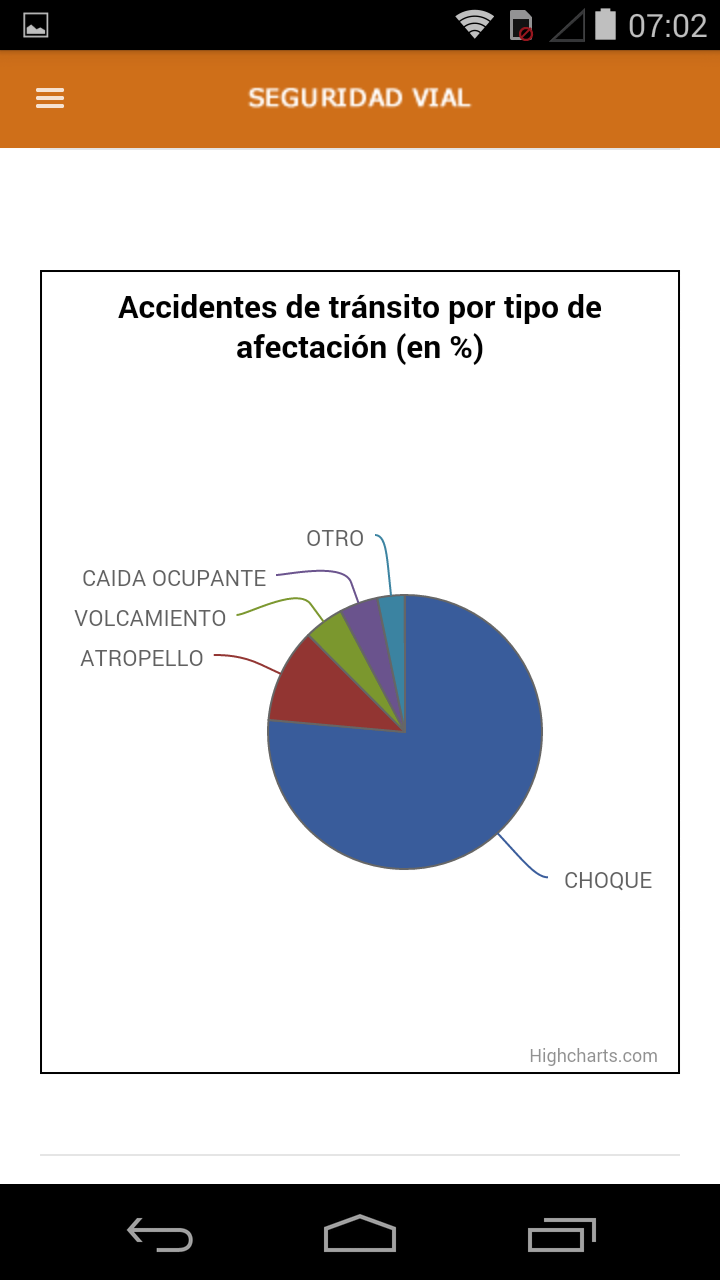 07:02
SEGURIDAD VIAL
Accidentes de tránsito por tipo de
afectación (en %)
OTRO
CAIDA OCUPANTE
VOLCAMIENTO
ATROPELLO
CHOQUE
Highcharts.com